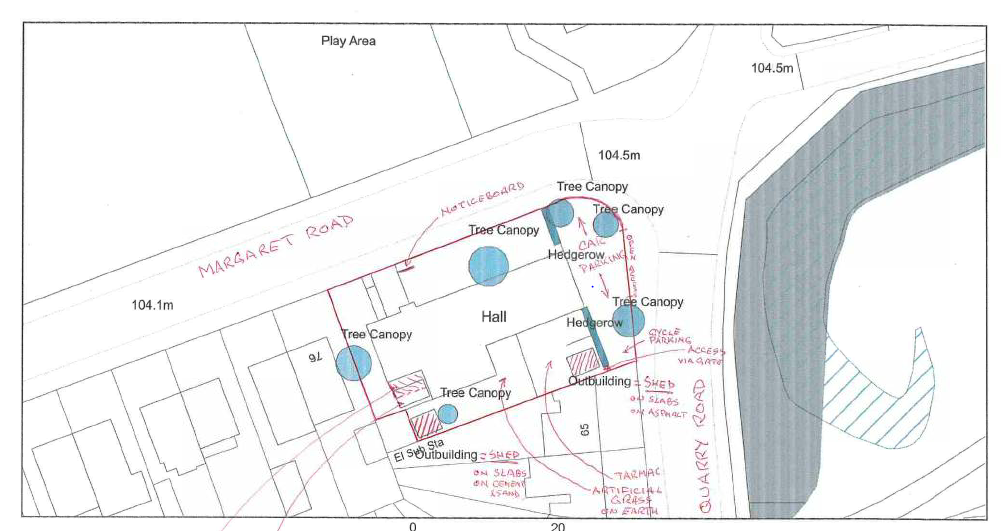 Play Area
104.5m
104.5m
Tree Canopy
NOTICEBOARD
Tree Canopy
MARGARET ROAD
Tree Canopy
CAR
PARKING
Hedgerow
104.1m
Tree Canopy
Hall
Hedgerow
Tree Canopy
76
CYCLE
PARKING
ACCESS
VIA GATE
Outbuilding = SHED
ON SLABS
ON ASPHALT
Tree Canopy
QUARRY ROAD
65
El Sub Sta
Outbuilding = SHED
ON SLABS
ON CEMENT
& SAND
TARMAC
ARTIFICIAL
GRASS
ON EARTH
0 20